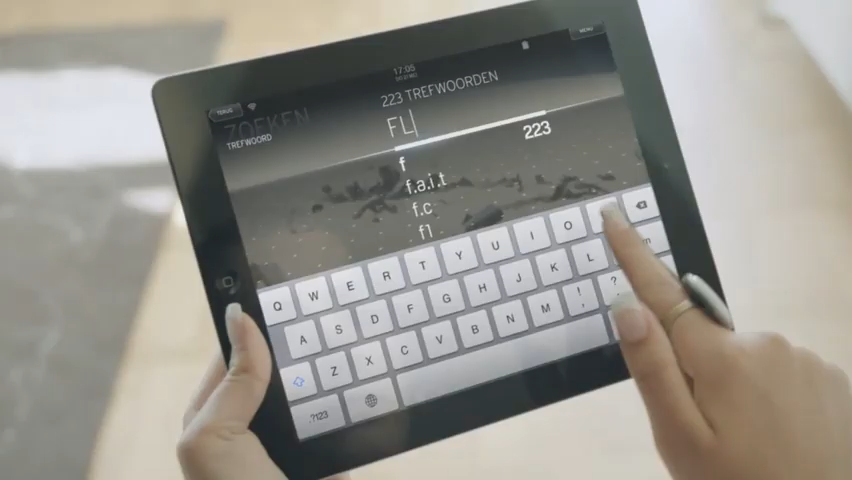 17:05
MENU
TERUG
223 TREFWOORDEN
ZOEKEN
TREFWOORD
FL
223
f
f.a.i.t
f.c
f1
Q W E R T Y U I O
A S D F G H J K L
Z X C V B N M ! ?
.?123